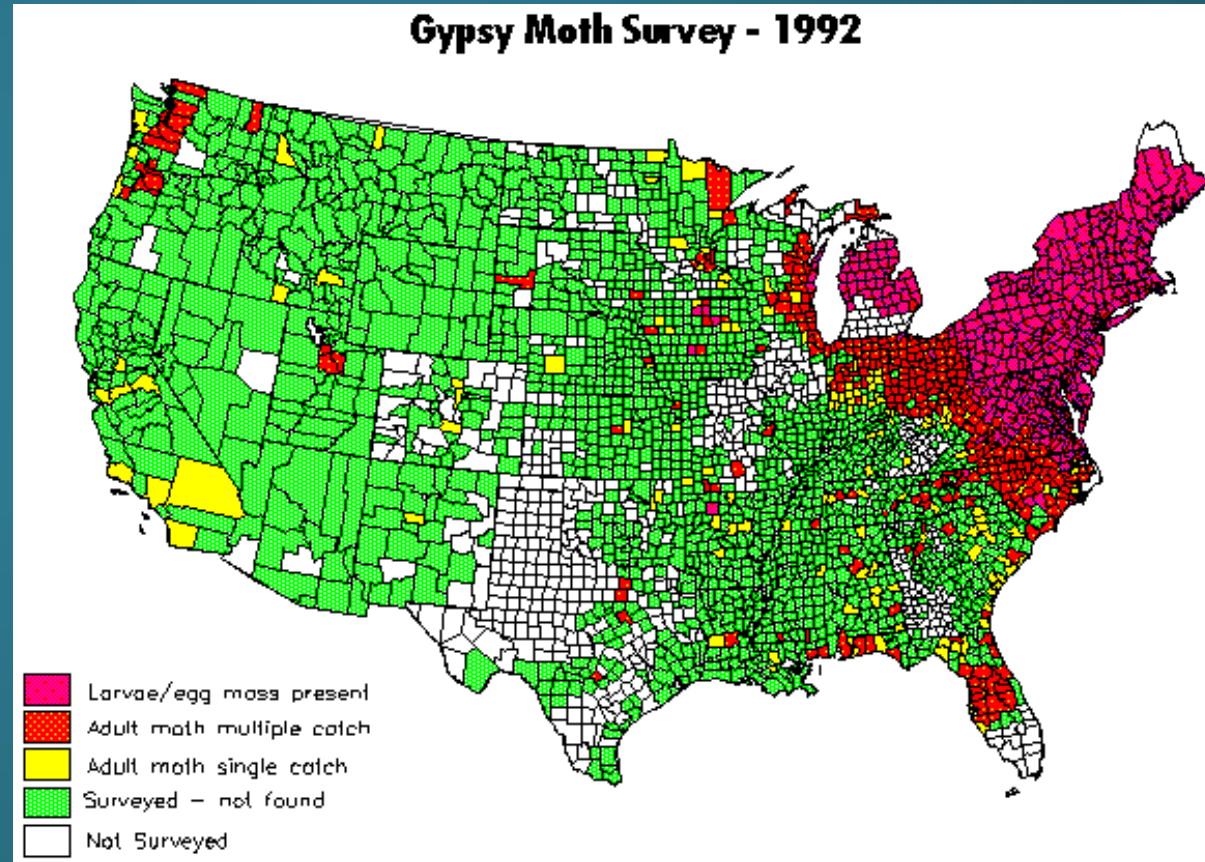 Gypsy Moth Survey - 1992
Larvae/egg mass present
Adult moth multiple catch
Adult moth single catch
Surveyed - not found
Not Surveyed